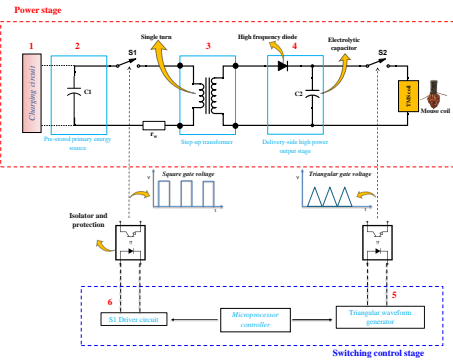 Power stage
1
2
S1
Single turn
3
High frequency diode
4
Electrolytic
capacitor
S2
Charging circuit
C1
C2
TMS coil
Mouse coil
r_w
Pre-stored primary energy
source
Step-up transformer
Delivery-side high power
output stage
Square gate voltage
v
t
Triangular gate voltage
v
t
Isolator and
protection
6
5
S1 Driver circuit
Microprocessor
controller
Triangular waveform
generator
Switching control stage